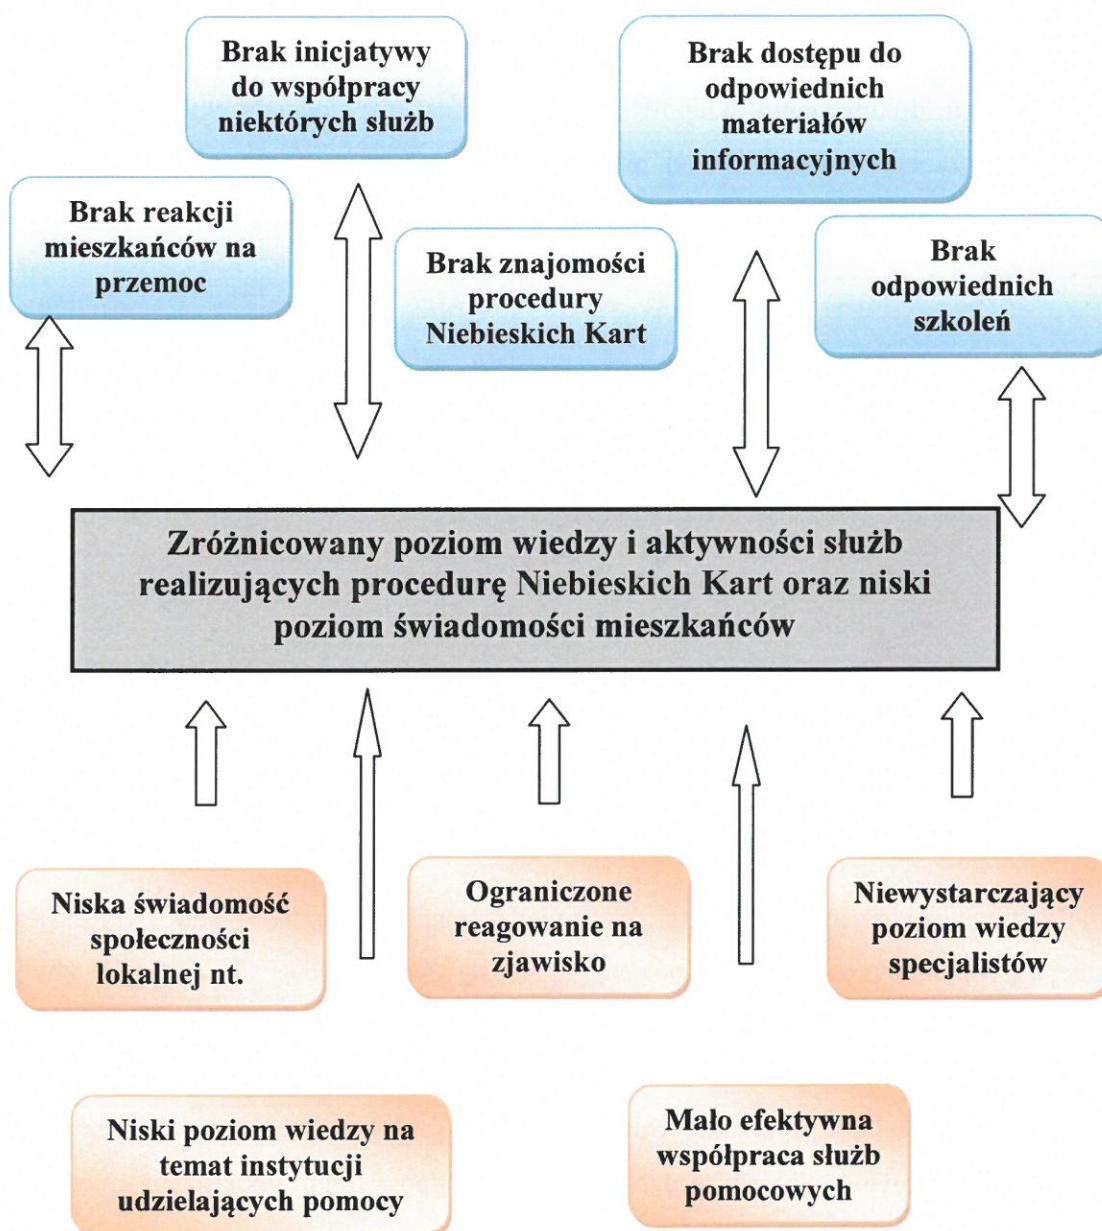 Brak inicjatywy
do współpracy
niektórych służb
Brak dostępu do
odpowiednich
materiałów
informacyjnych
Brak reakcji
mieszkańców na
przemoc
Brak znajomości
procedury
Niebieskich Kart
Brak
odpowiednich
szkoleń
Zróżnicowany poziom wiedzy i aktywności służb
realizujących procedurę Niebieskich Kart oraz niski
poziom świadomości mieszkańców
Niska świadomość
społeczności
lokalnej nt.
Ograniczone
reagowanie na
zjawisko
Niewystarczający
poziom wiedzy
specjalistów
Niski poziom wiedzy na
temat instytucji
udzielających pomocy
Mało efektywna
współpraca służb
pomocowych